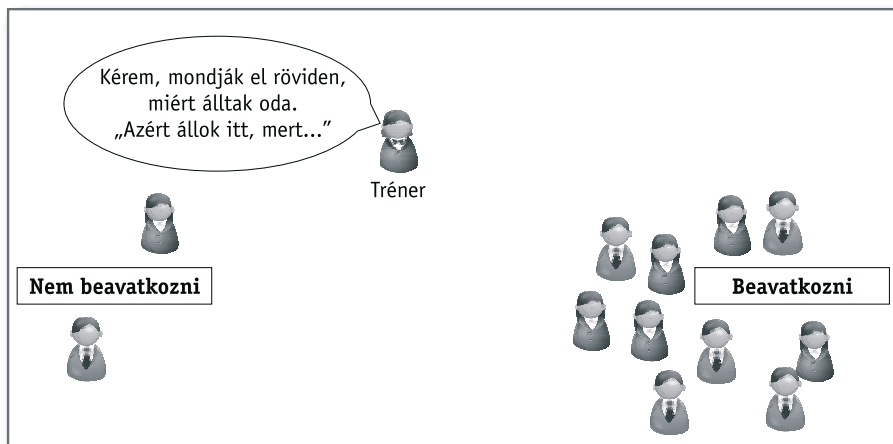 Kérem, mondják el röviden,
miért álltak oda.
„Azért állok itt, mert...”
Tréner
Nem beavatkozni
Beavatkozni